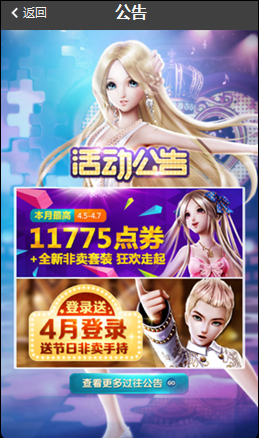 返回
公告
活动公告
本月最高 4.5-4.7
11775点券
+全新非卖套装 狂欢走起
登录送
4月登录
送节日非卖手持
查看更多过往公告 GO